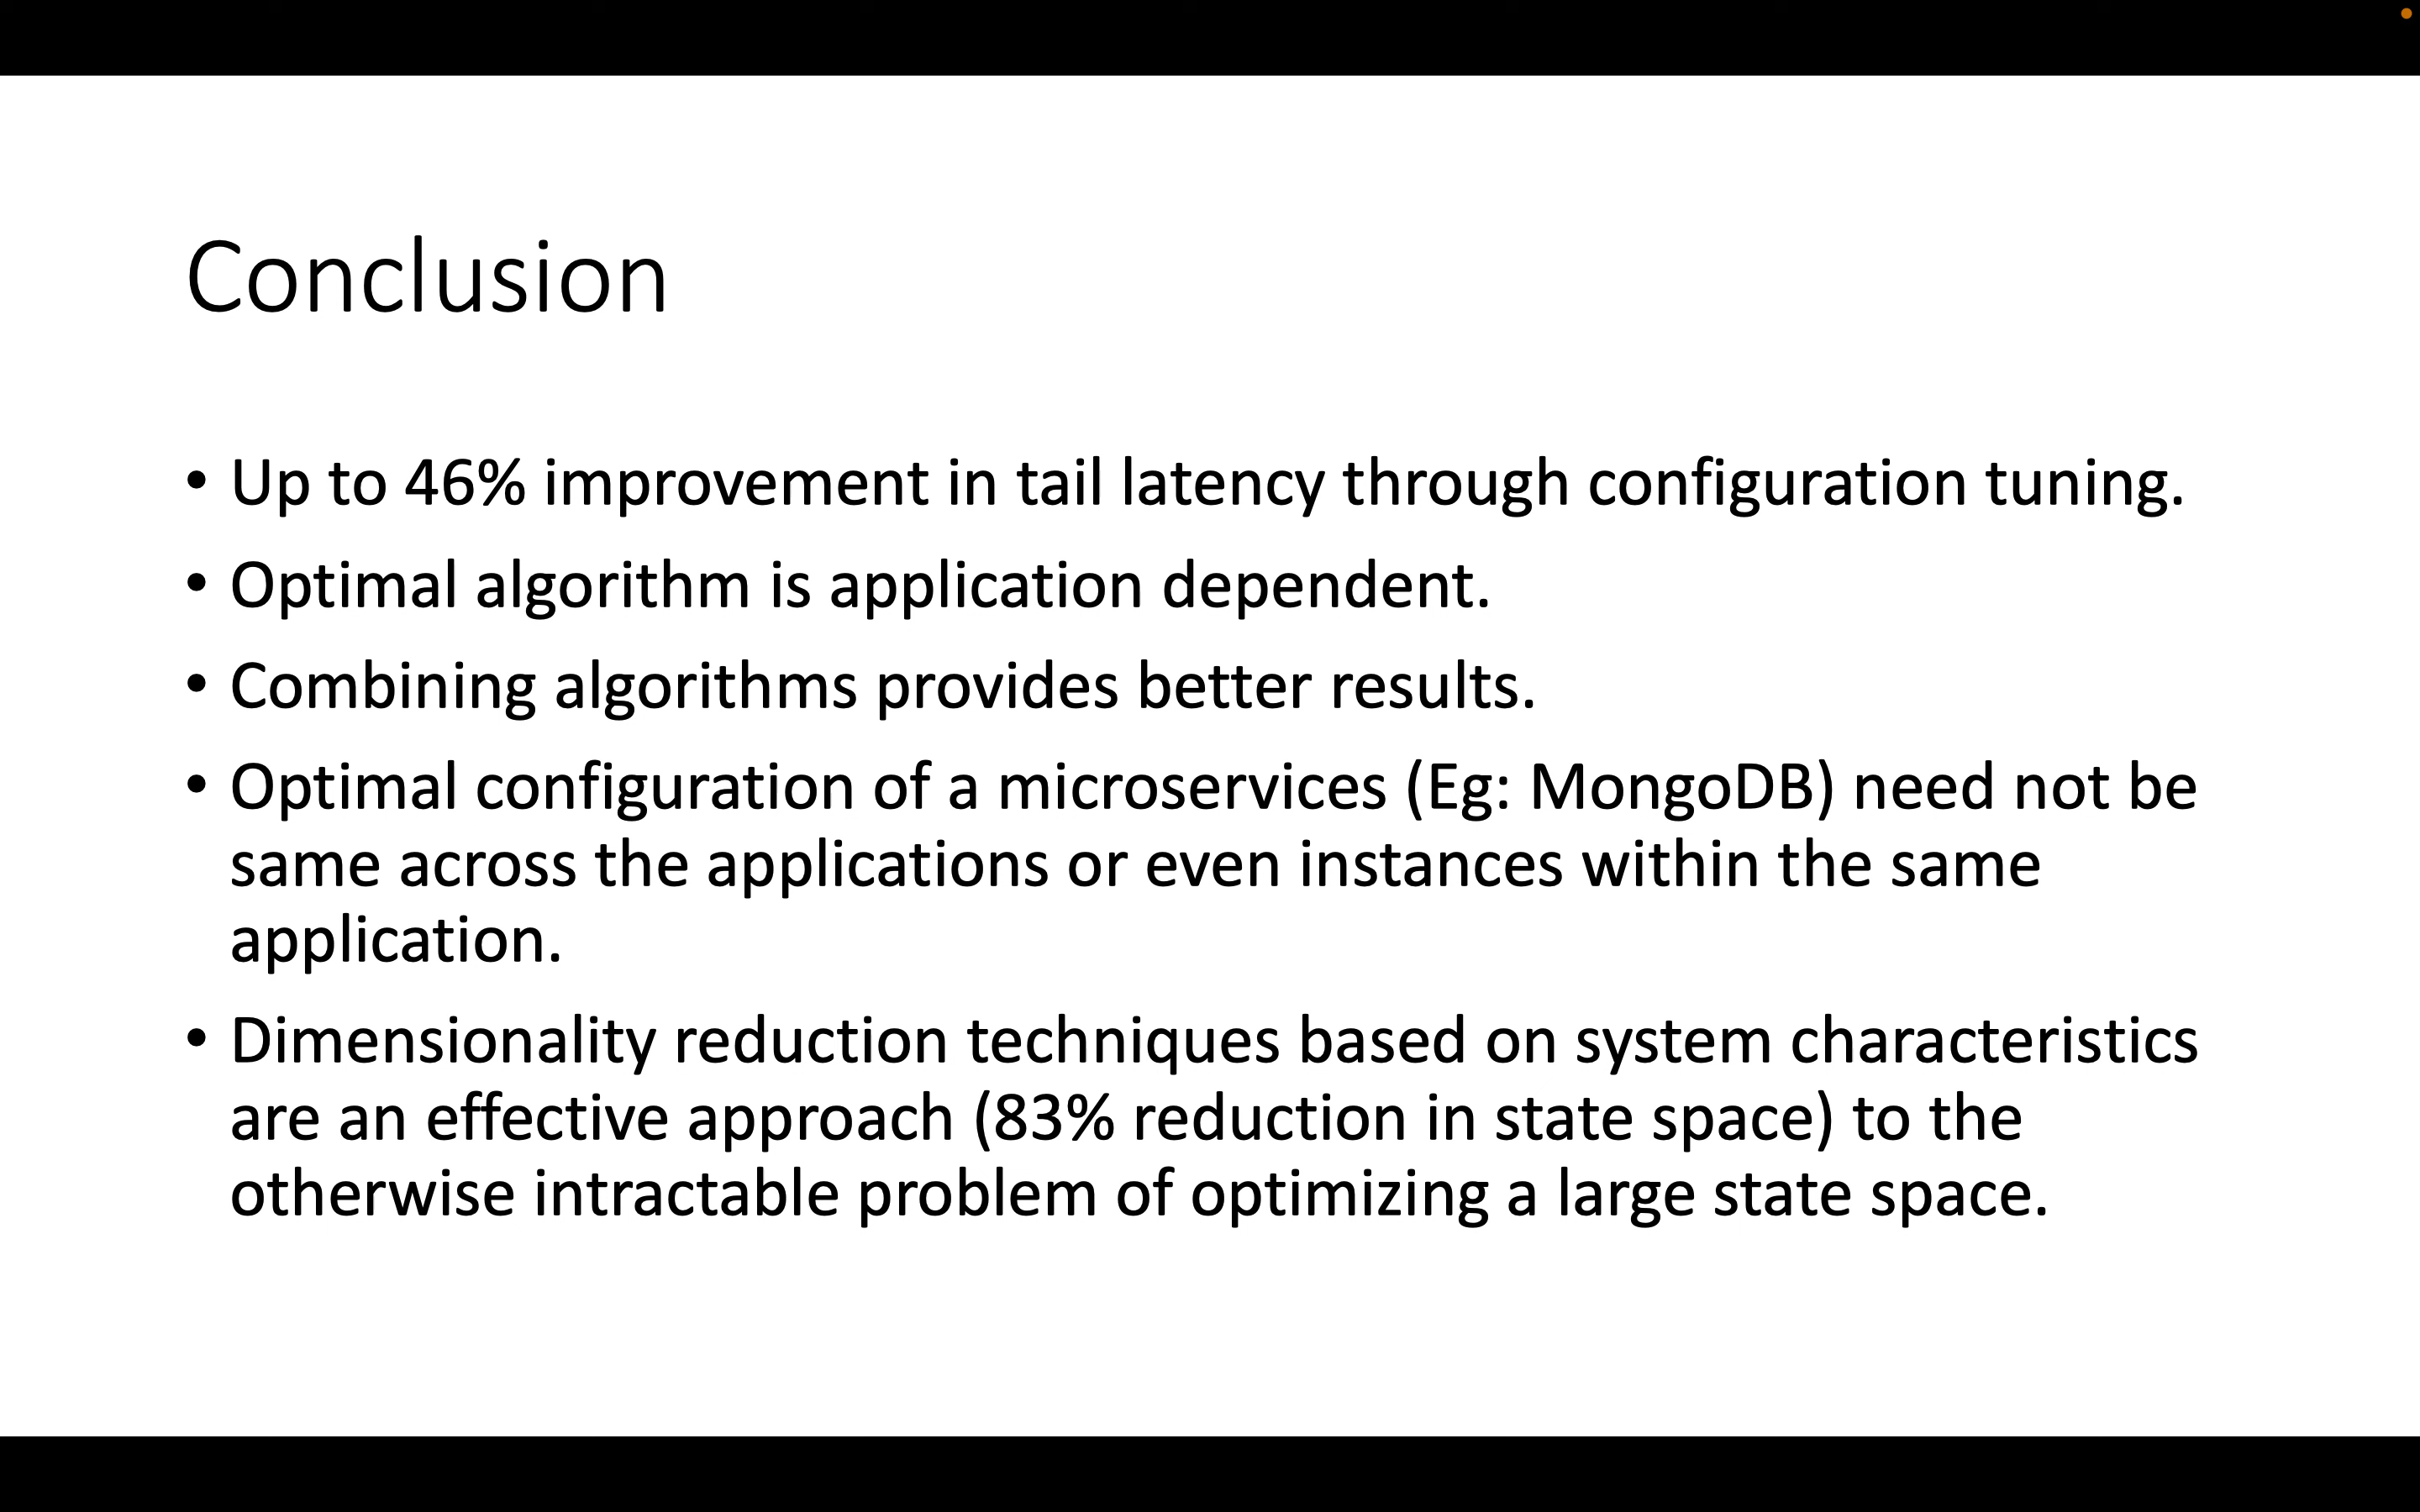 Conclusion
• Up to 46% improvement in tail latency through configuration tuning.
• Optimal algorithm is application dependent.
• Combining algorithms provides better results.
• Optimal configuration of a microservices (Eg: MongoDB) need not be
same across the applications or even instances within the same
application.
• Dimensionality reduction techniques based on system characteristics
are an effective approach (83% reduction in state space) to the
otherwise intractable problem of optimizing a large state space.